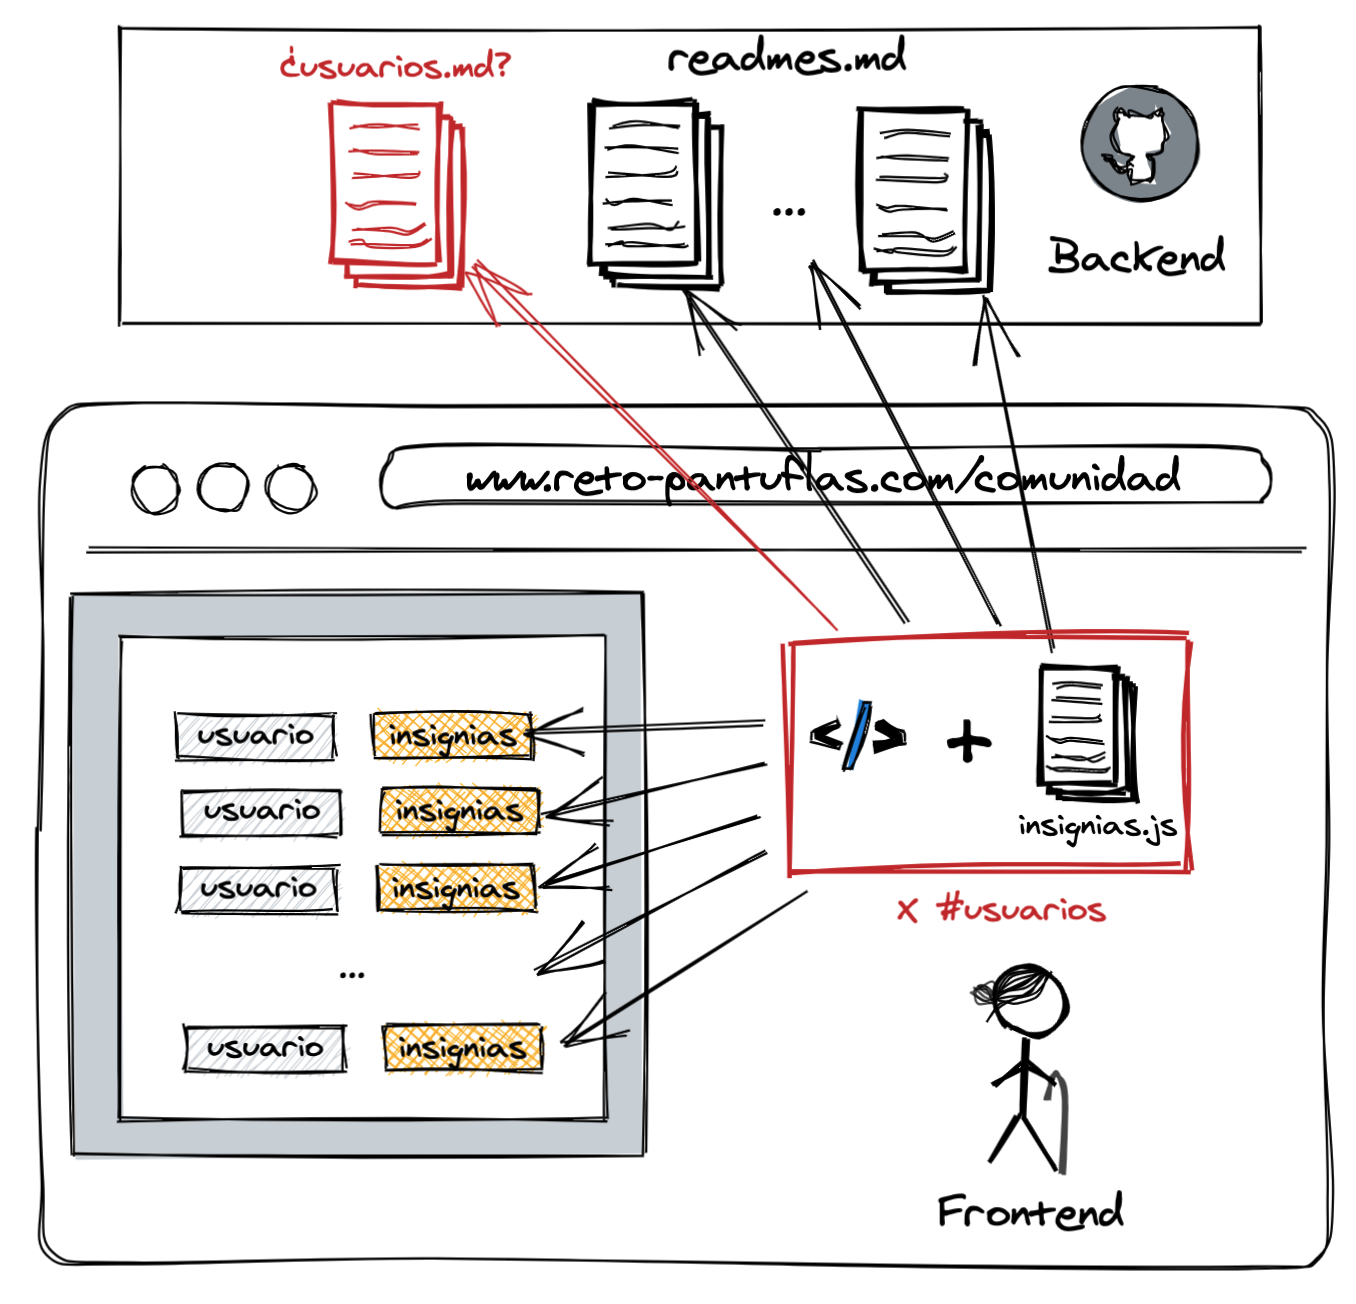 ¿usuarios.md?
readmes.md
...
Backend
www.reto-pantuflas.com/comunidad
usuario insignias
usuario insignias
usuario insignias
...
usuario insignias
</> +
insignias.js
x #usuarios
Frontend